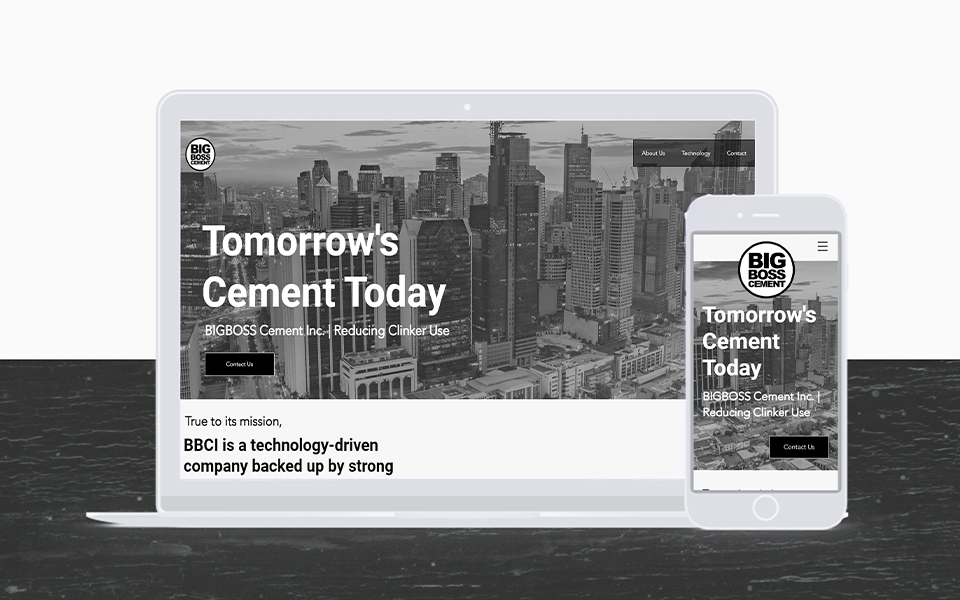 BIG
BOSS
CEMENT
About Us Technology Contact
Tomorrow's
Cement Today
BIGBOSS Cement Inc. | Reducing Clinker Use
Contact Us
True to its mission,
BBCI is a technology-driven
company backed up by strong
BIG
BOSS
CEMENT
Tomorrow's
Cement
Today
BIGBOSS Cement Inc. |
Reducing Clinker Use
Contact Us